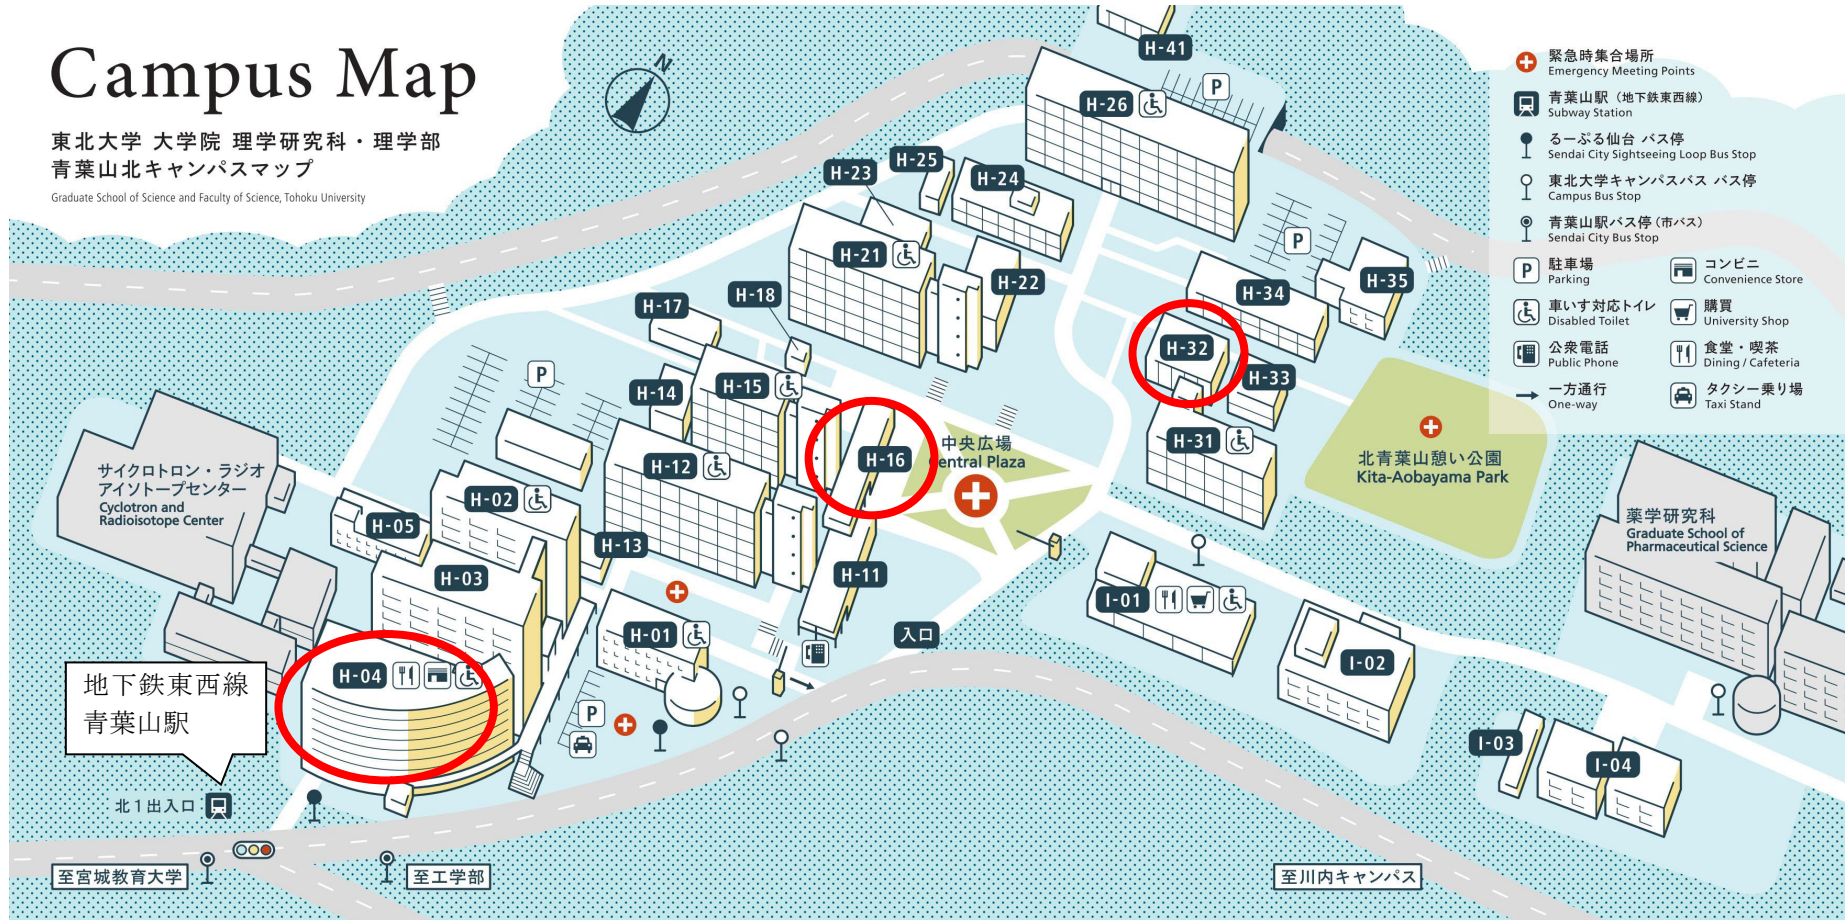 Campus Map
東北大学 大学院 理学研究科・理学部
青葉山北キャンパスマップ
Graduate School of Science and Faculty of Science, Tohoku University
N
緊急時集合場所
Emergency Meeting Points
青葉山駅（地下鉄東西線）
Subway Station
るーぷる仙台 バス停
Sendai City Sightseeing Loop Bus Stop
東北大学キャンパスバス バス停
Campus Bus Stop
青葉山駅バス停（市バス）
Sendai City Bus Stop
P
駐車場
Parking
コンビニ
Convenience Store
車いす対応トイレ
Disabled Toilet
購買
University Shop
公衆電話
Public Phone
食堂・喫茶
Dining / Cafeteria
一方通行
One-way
タクシー乗り場
Taxi Stand
H-41
P
H-26
H-25
H-23
H-24
P
H-21
H-22
H-35
H-34
H-18
H-17
H-32
H-33
P
H-15
H-14
中央広場
Central Plaza
H-31
北青葉山憩い公園
Kita-Aobayama Park
H-16
H-12
サイクロトロン・ラジオ
アイソトープセンター
Cyclotron and
Radioisotope Center
H-02
H-05
H-13
薬学研究科
Graduate School of
Pharmaceutical Science
H-03
H-11
I-01
H-01
入口
I-02
H-04
地下鉄東西線
青葉山駅
P
I-03
I-04
北1出入口
至宮城教育大学
至工学部
至川内キャンパス